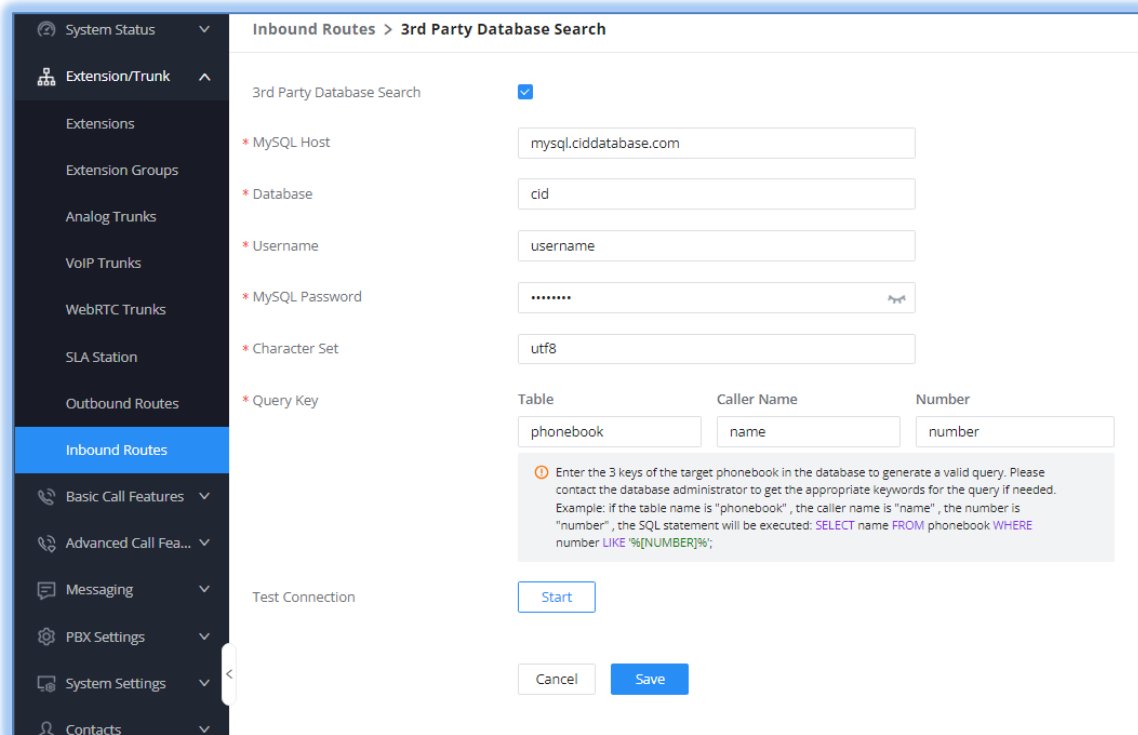 System Status
Extension/Trunk
Extensions
Extension Groups
Analog Trunks
VoIP Trunks
WebRTC Trunks
SLA Station
Outbound Routes
Inbound Routes
Basic Call Features
Advanced Call Fea...
Messaging
PBX Settings
System Settings
Contacts
Inbound Routes > 3rd Party Database Search
3rd Party Database Search
* MySQL Host
mysql.ciddatabase.com
* Database
cid
* Username
username
* MySQL Password
••••••••
* Character Set
utf8
* Query Key
Table Caller Name Number
phonebook name number
Enter the 3 keys of the target phonebook in the database to generate a valid query. Please
contact the database administrator to get the appropriate keywords for the query if needed.
Example: if the table name is "phonebook" , the caller name is "name" , the number is
"number" , the SQL statement will be executed: SELECT name FROM phonebook WHERE
number LIKE '%[NUMBER]%';
Test Connection
Start
Cancel Save